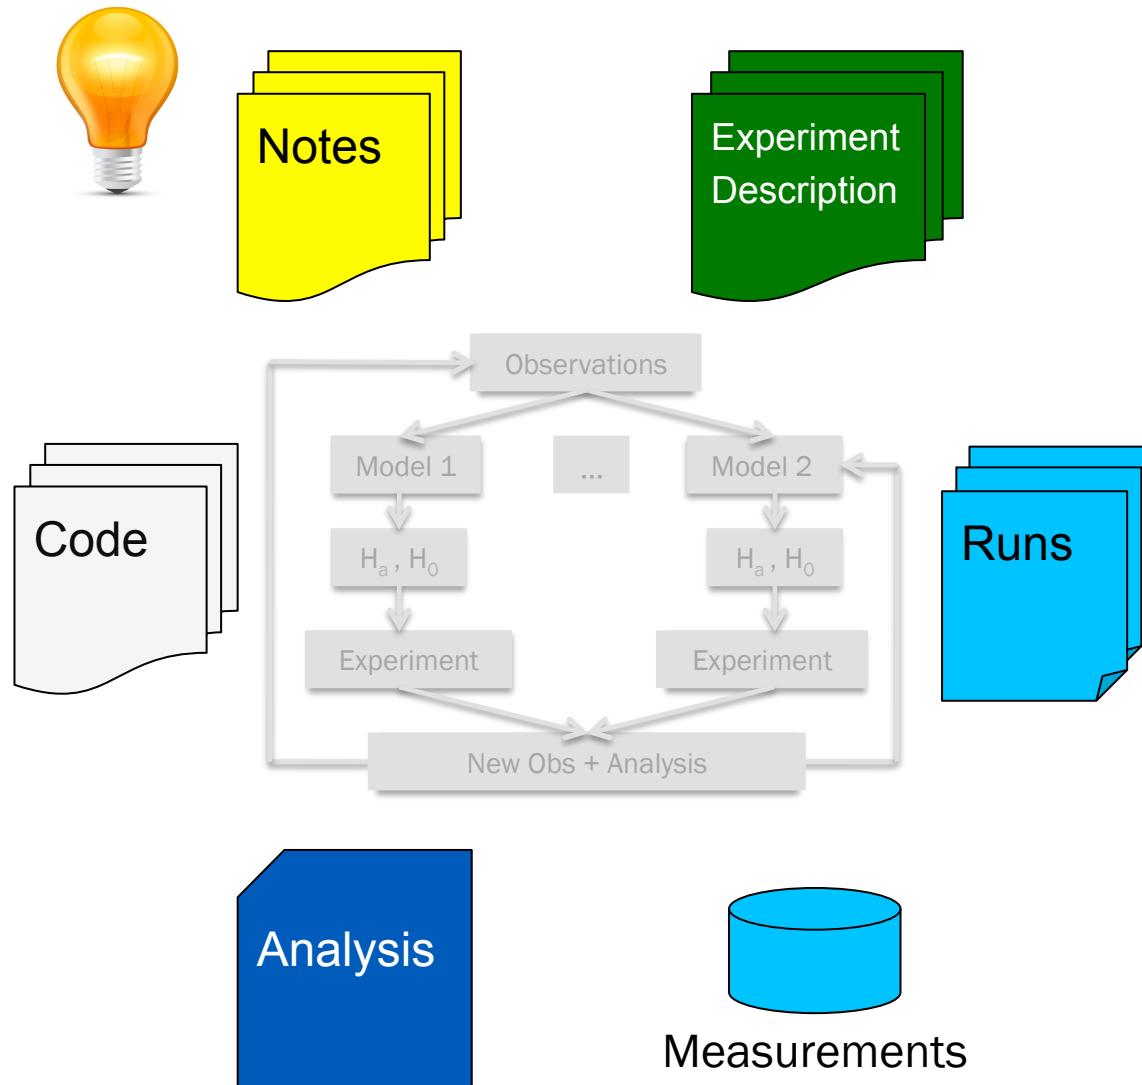 Notes
Experiment
Description
Observations
Model 1
...
Model 2
Code
Runs
Hₐ , H₀
Hₐ , H₀
Experiment
Experiment
New Obs + Analysis
Analysis
Measurements